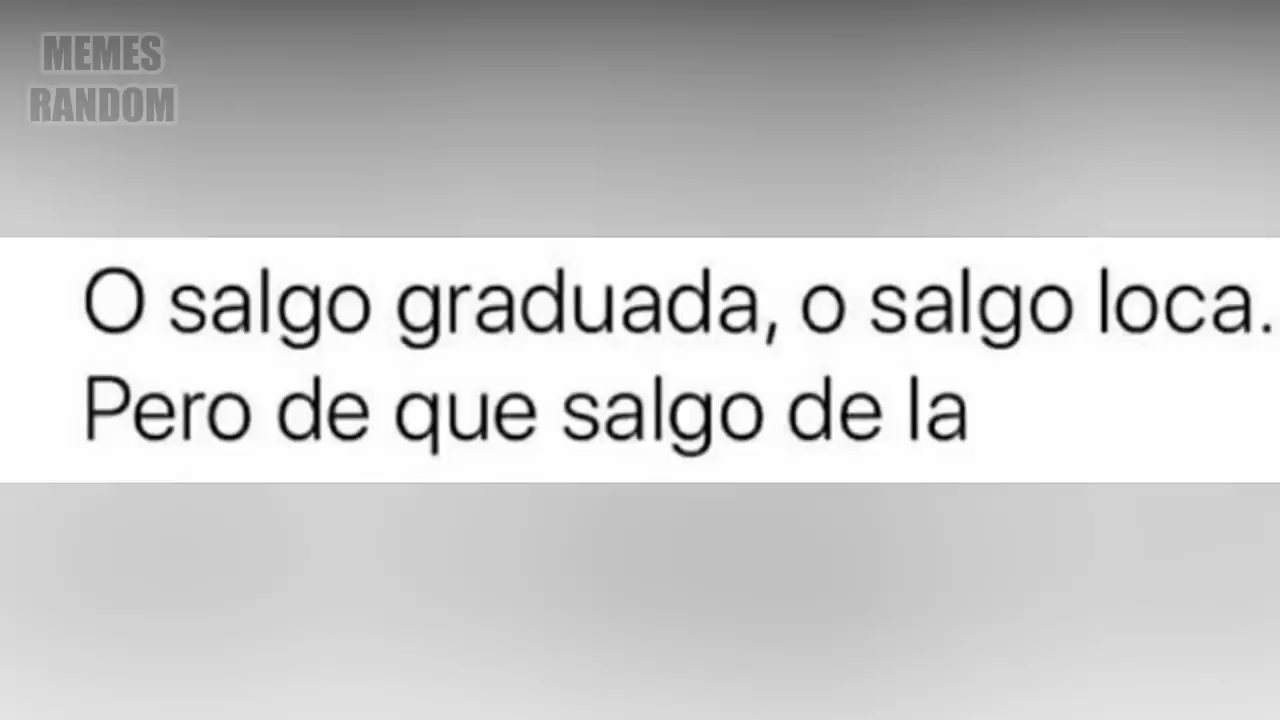 MEMES
RANDOM
O salgo graduada, o salgo loca.
Pero de que salgo de la